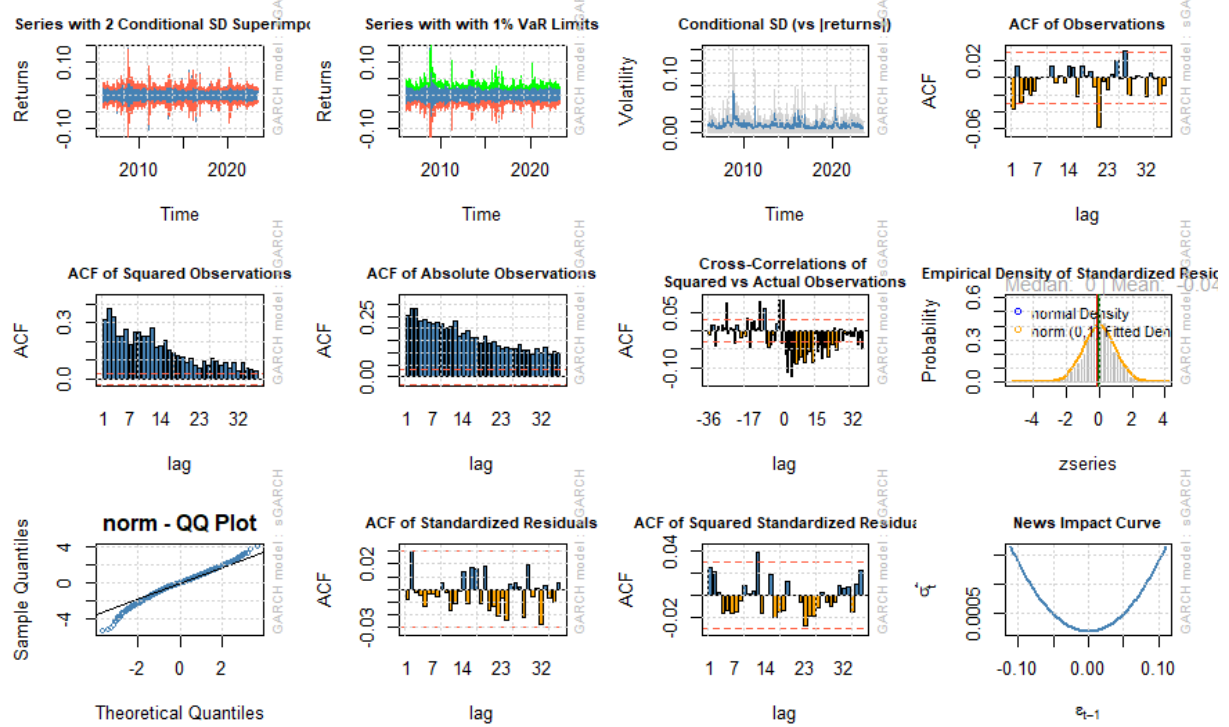 Series with 2 Conditional SD Superimpo
Returns
-0.10
0.10
2010
2020
Time
GARCH model : sGARCH
Series with with 1% VaR Limits
Returns
-0.10
0.10
2010
2020
Time
GARCH model : sGARCH
Conditional SD (vs |returns|)
Volatility
0.00
0.10
2010
2020
Time
GARCH model : sGARCH
ACF of Observations
ACF
-0.06
0.02
1 7 14 23 32
lag
GARCH model : sGARCH
ACF of Squared Observations
ACF
0.0
0.3
1 7 14 23 32
lag
GARCH model : sGARCH
ACF of Absolute Observations
ACF
0.00
0.25
1 7 14 23 32
lag
GARCH model : sGARCH
Cross-Correlations of
Squared vs Actual Observations
ACF
-0.10
0.05
-36 -17 0 15 32
lag
GARCH model : sGARCH
Empirical Density of Standardized Resid
Median: 0 | Mean: -0.04
normal Density
norm (0,1) Fitted Den
Probability
0.0
0.3
0.6
-4 -2 0 2 4
zseries
GARCH model : sGARCH
norm - QQ Plot
Sample Quantiles
-4
0
4
-2 0 2
Theoretical Quantiles
GARCH model : sGARCH
ACF of Standardized Residuals
ACF
-0.03
0.02
1 7 14 23 32
lag
GARCH model : sGARCH
ACF of Squared Standardized Residua
ACF
-0.02
0.04
1 7 14 23 32
lag
GARCH model : sGARCH
News Impact Curve
0.0005
-0.10 0.00 0.10
εt−1
GARCH model : sGARCH